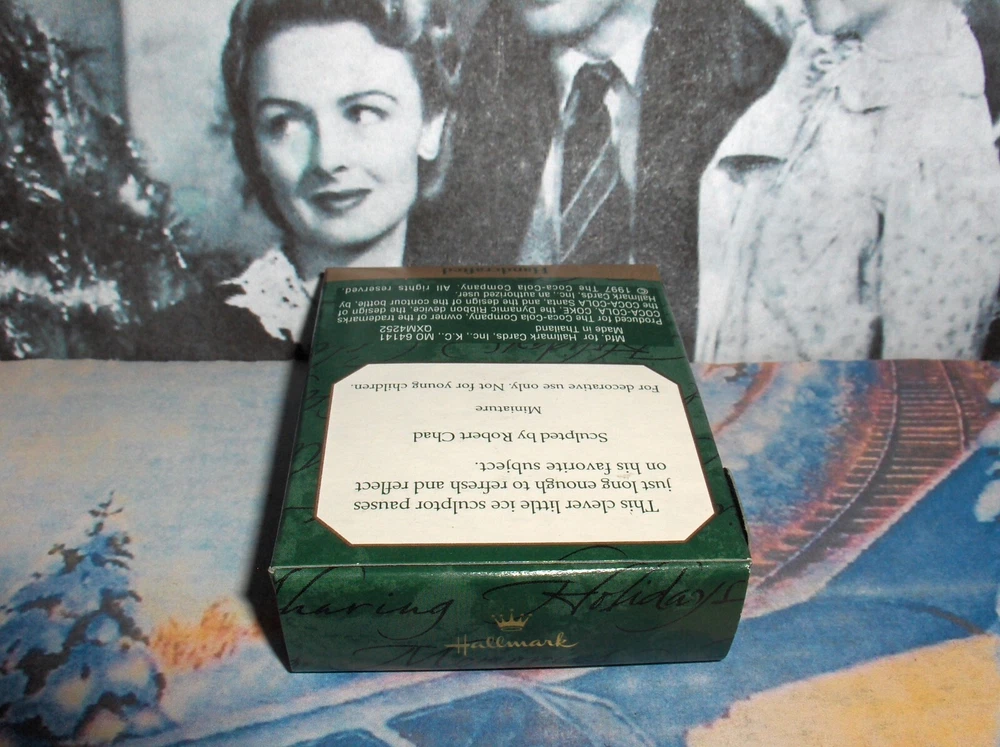 This clever little ice sculptor pauses
just long enough to refresh and reflect
on his favorite subject.
Sculpted by Robert Chad
Miniature
For decorative use only. Not for young children.
Mfd. for Hallmark Cards, Inc., K.C., MO 64141
Made in Thailand QXM4252
Produced for The Coca-Cola Company, owner of the trademarks
COCA-COLA, COKE, the Dynamic Ribbon device, the design of
the COCA-COLA Santa, and the design of the contour bottle, by
Hallmark Cards, Inc., an authorized user.
© 1997 The Coca-Cola Company. All rights reserved.
Handcrafted
Sharing Holidays
Hallmark